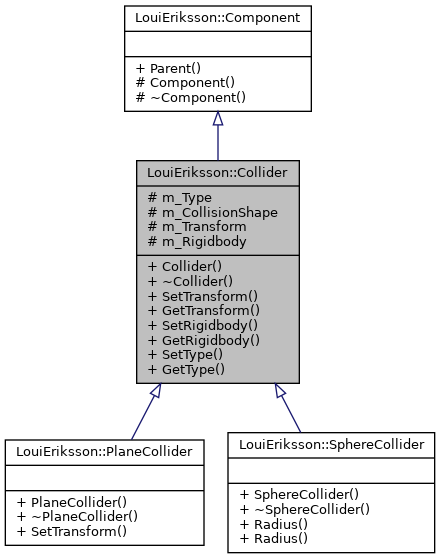 LouiEriksson::Component
+ Parent()
# Component()
# ~Component()
LouiEriksson::Collider
# m_Type
# m_CollisionShape
# m_Transform
# m_Rigidbody
+ Collider()
+ ~Collider()
+ SetTransform()
+ GetTransform()
+ SetRigidbody()
+ GetRigidbody()
+ SetType()
+ GetType()
LouiEriksson::PlaneCollider
+ PlaneCollider()
+ ~PlaneCollider()
+ SetTransform()
LouiEriksson::SphereCollider
+ SphereCollider()
+ ~SphereCollider()
+ Radius()
+ Radius()